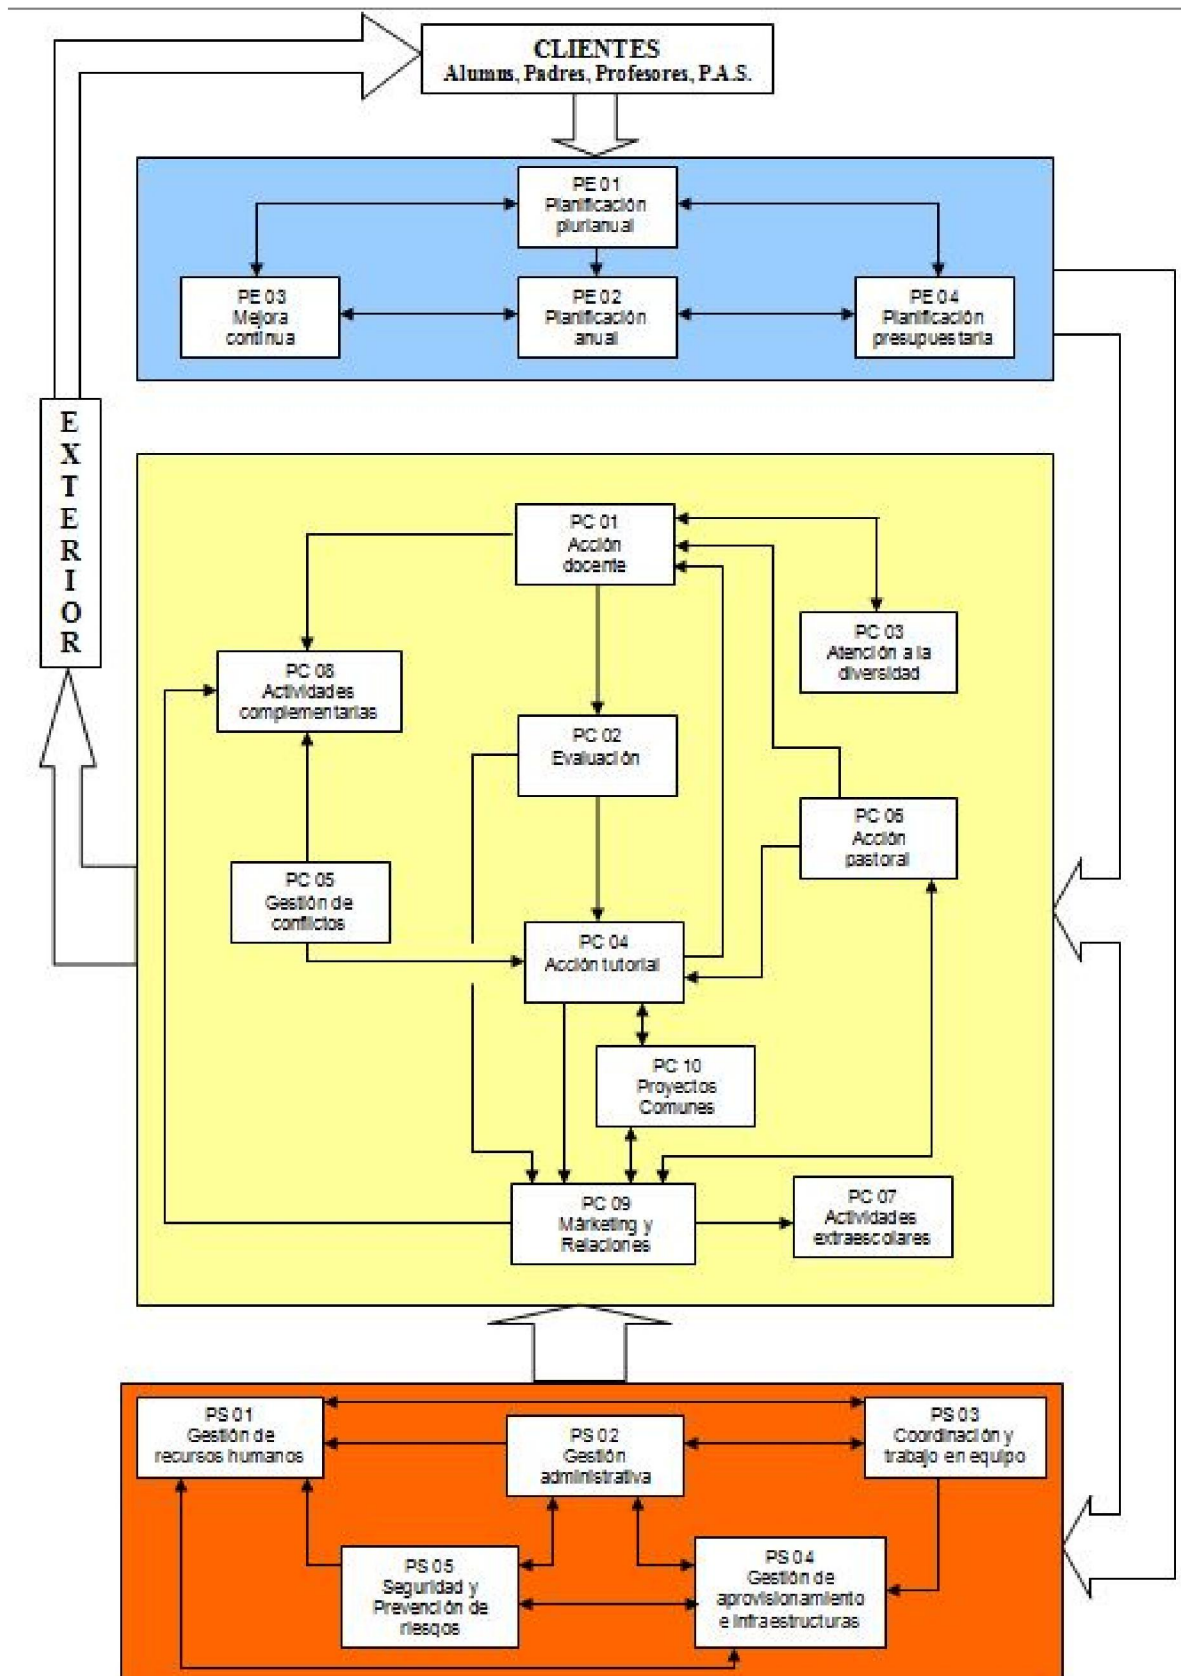 CLIENTES
Alumns, Padres, Profesores, P.A.S.
PE 01
Planificación
plurianual
PE 03
Mejora
continua
PE 02
Planificación
anual
PE 04
Planificación
presupuestaria
EXTERIOR
PC 01
Acción
docente
PC 03
Atención a la
diversidad
PC 08
Actividades
complementarias
PC 02
Evaluación
PC 06
Acción
pastoral
PC 05
Gestión de
conflictos
PC 04
Acción tutorial
PC 10
Proyectos
Comunes
PC 09
Márketing y
Relaciones
PC 07
Actividades
extraescolares
PS 01
Gestión de
recursos humanos
PS 02
Gestión
administrativa
PS 03
Coordinación y
trabajo en equipo
PS 05
Seguridad y
Prevención de
riesgos
PS 04
Gestión de
aprovisionamiento
e infraestructuras